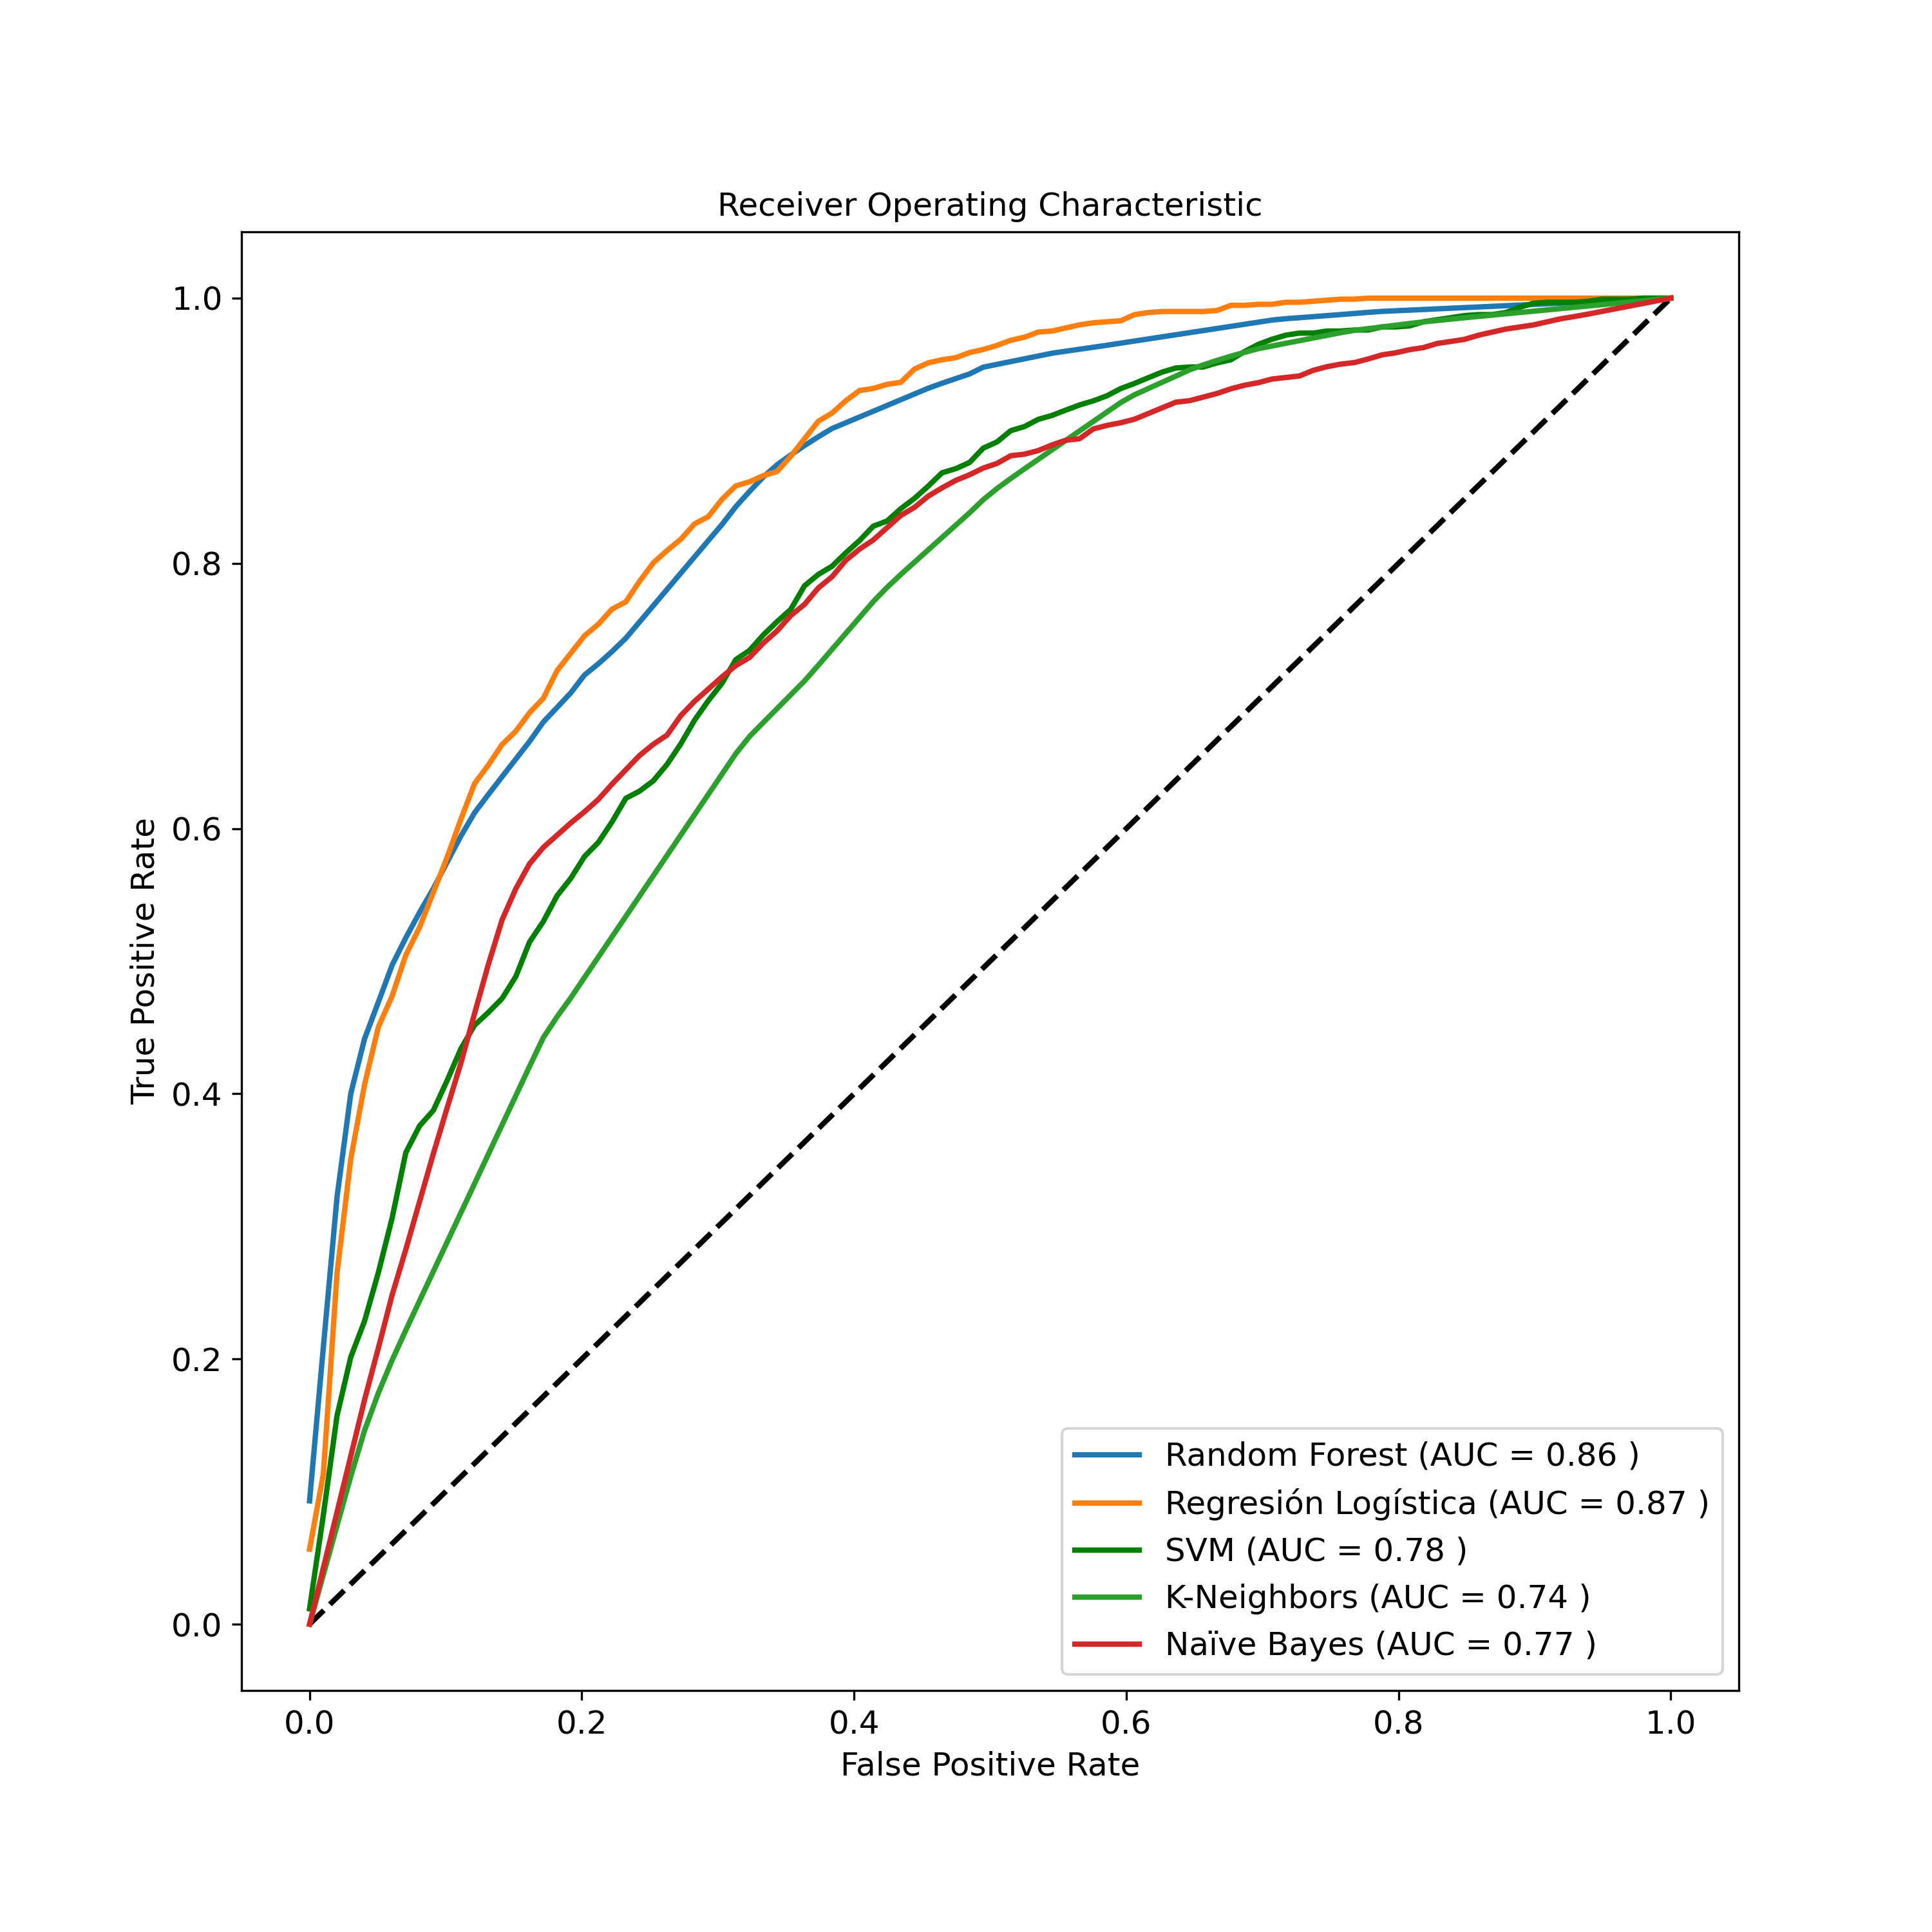 Receiver Operating Characteristic
1.0
0.8
0.6
0.4
0.2
0.0
True Positive Rate
Random Forest (AUC = 0.86 )
Regresión Logística (AUC = 0.87 )
SVM (AUC = 0.78 )
K-Neighbors (AUC = 0.74 )
Naïve Bayes (AUC = 0.77 )
0.0 0.2 0.4 0.6 0.8 1.0
False Positive Rate